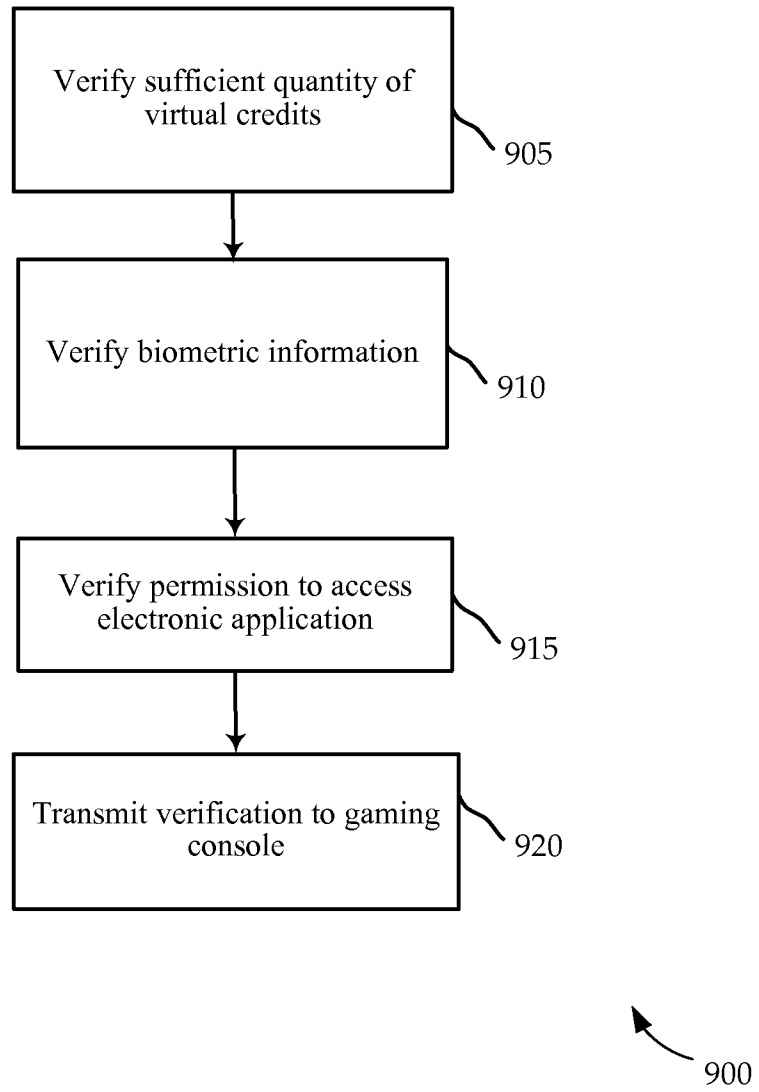 Verify sufficient quantity of
virtual credits
905
Verify biometric information
910
Verify permission to access
electronic application
915
Transmit verification to gaming
console
920
900